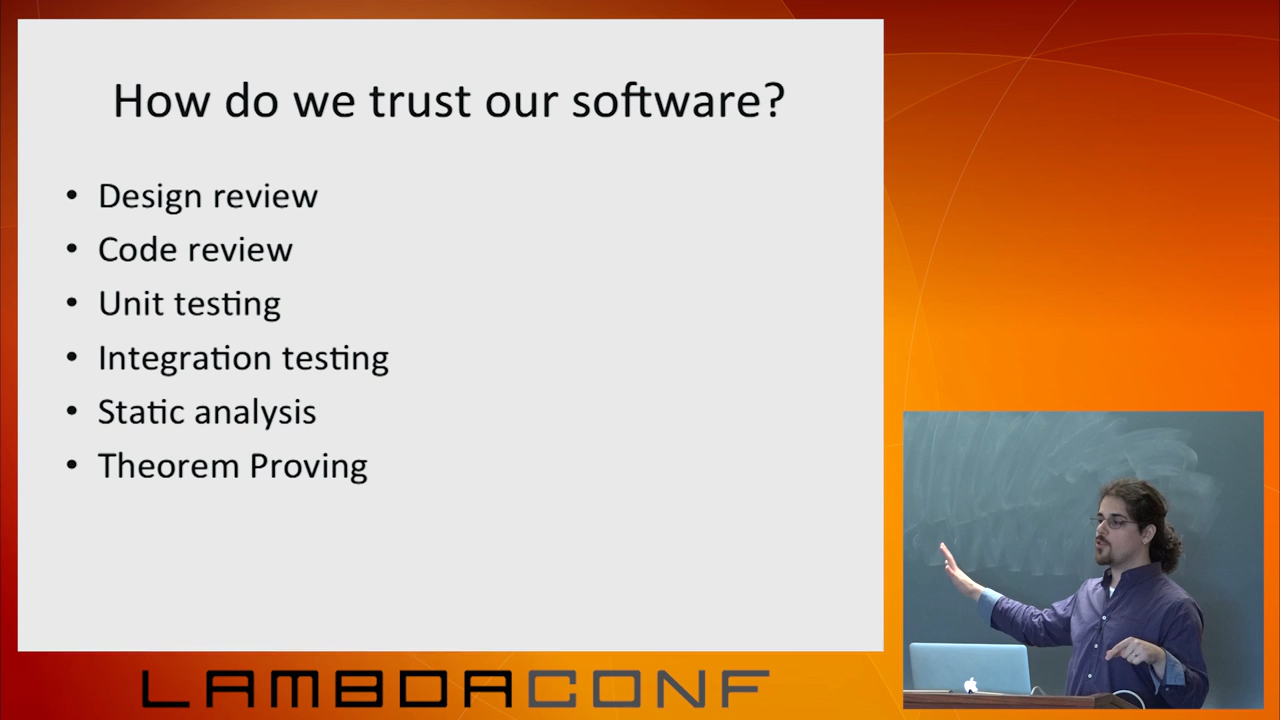 How do we trust our software?
• Design review
• Code review
• Unit testing
• Integration testing
• Static analysis
• Theorem Proving
LAMBDACONF